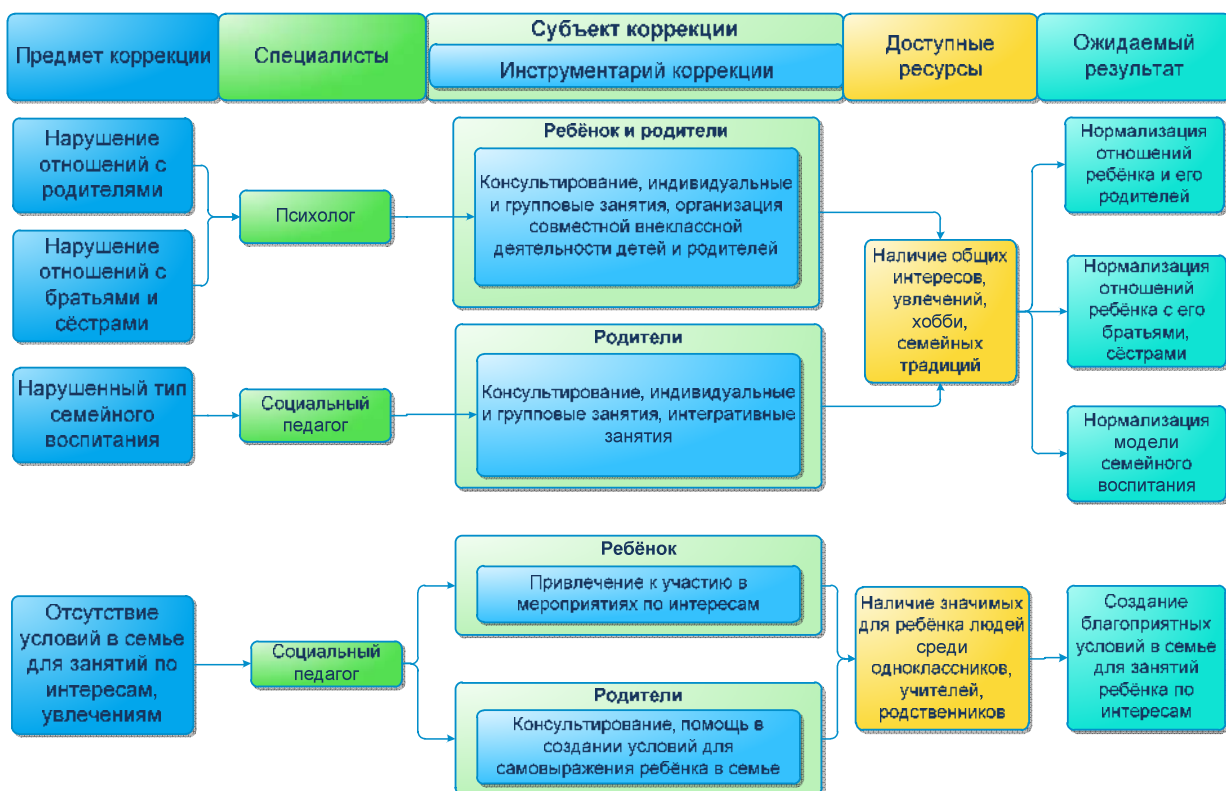 Предмет коррекции
Специалисты
Субъект коррекции
Инструментарий коррекции
Доступные
ресурсы
Ожидаемый
результат
Нарушение
отношений с
родителями
Нарушение
отношений с
братьями и
сёстрами
Психолог
Ребёнок и родители
Консультирование, индивидуальные
и групповые занятия, организация
совместной внеклассной
деятельности детей и родителей
Нарушенный тип
семейного
воспитания
Социальный
педагог
Родители
Консультирование, индивидуальные
и групповые занятия, интегративные
занятия
Наличие общих
интересов,
увлечений,
хобби,
семейных
традиций
Нормализация
отношений
ребёнка и его
родителей
Нормализация
отношений
ребёнка с его
братьями,
сёстрами
Нормализация
модели
семейного
воспитания
Отсутствие
условий в семье
для занятий по
интересам,
увлечениям
Социальный
педагог
Ребёнок
Привлечение к участию в
мероприятиях по интересам
Родители
Консультирование, помощь в
создании условий для
самовыражения ребёнка в семье
Наличие значимых
для ребёнка людей
среди
одноклассников,
учителей,
родственников
Создание
благоприятных
условий в семье
для занятий
ребёнка по
интересам